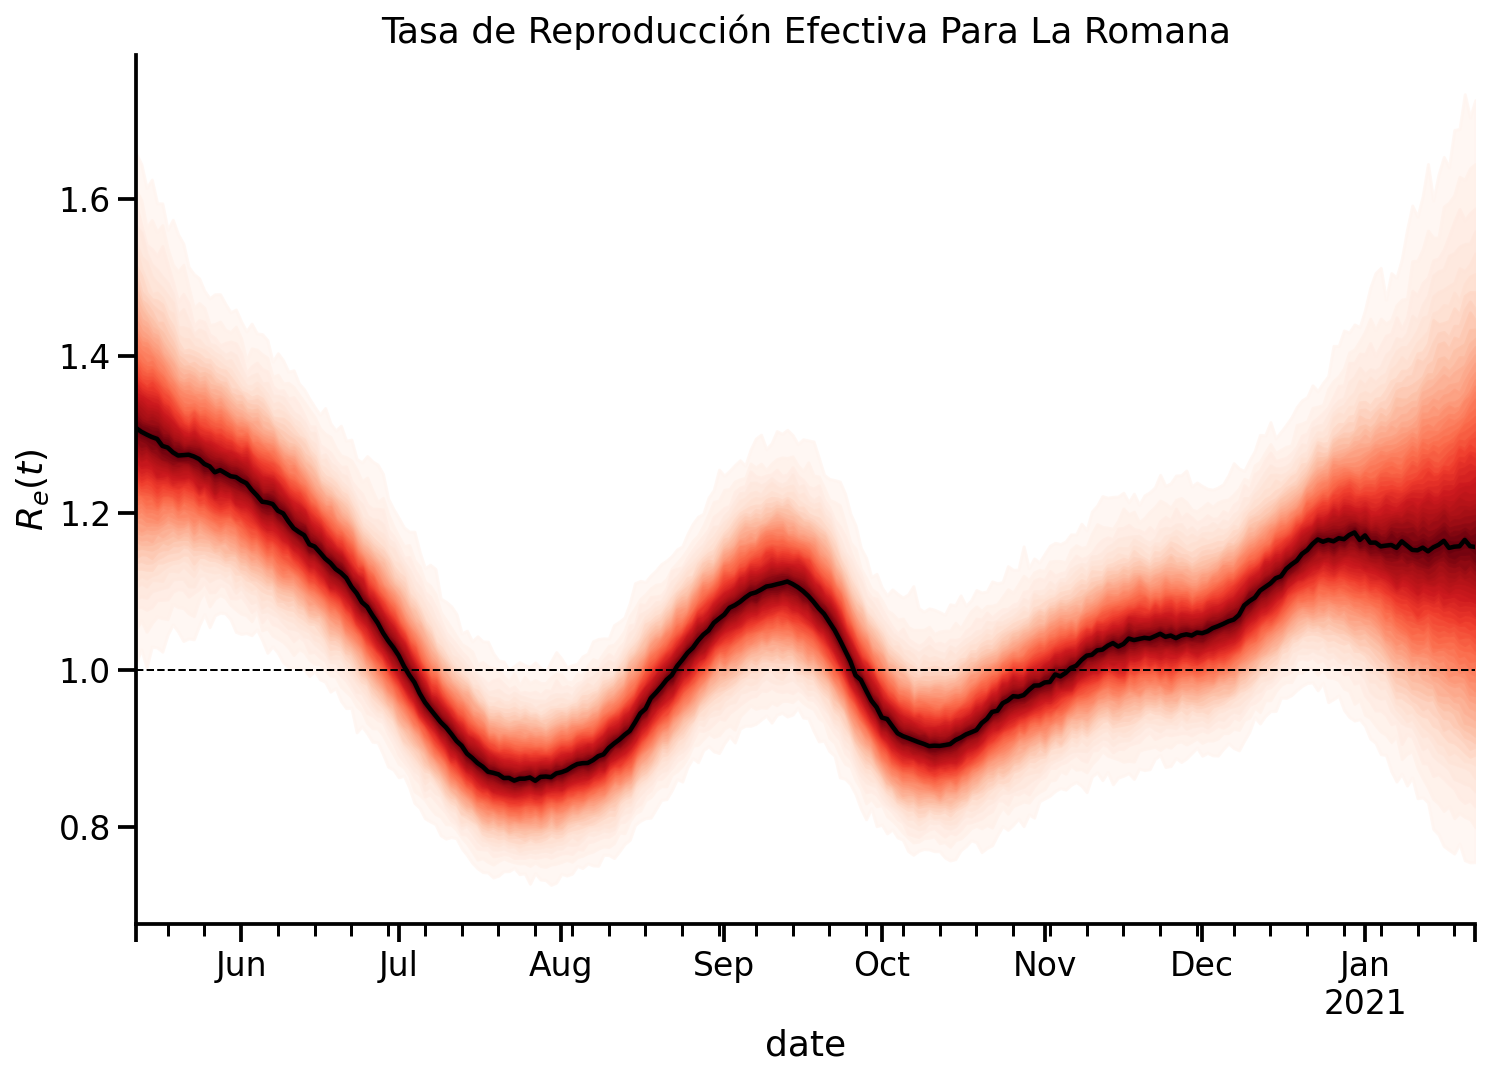 Tasa de Reproducción Efectiva Para La Romana
1.6
1.4
1.2
1.0
0.8
Rₑ(t)
Jun Jul Aug Sep Oct Nov Dec Jan
2021
date